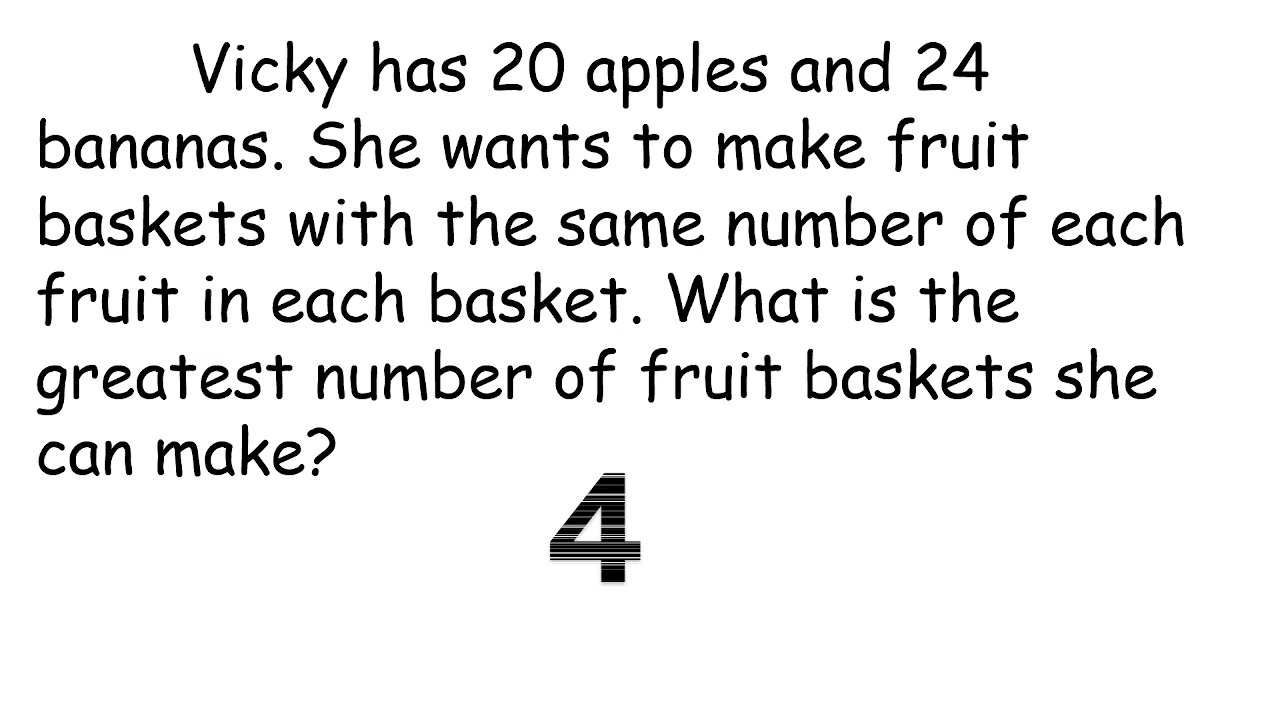 Vicky has 20 apples and 24
bananas. She wants to make fruit
baskets with the same number of each
fruit in each basket. What is the
greatest number of fruit baskets she
can make?
4